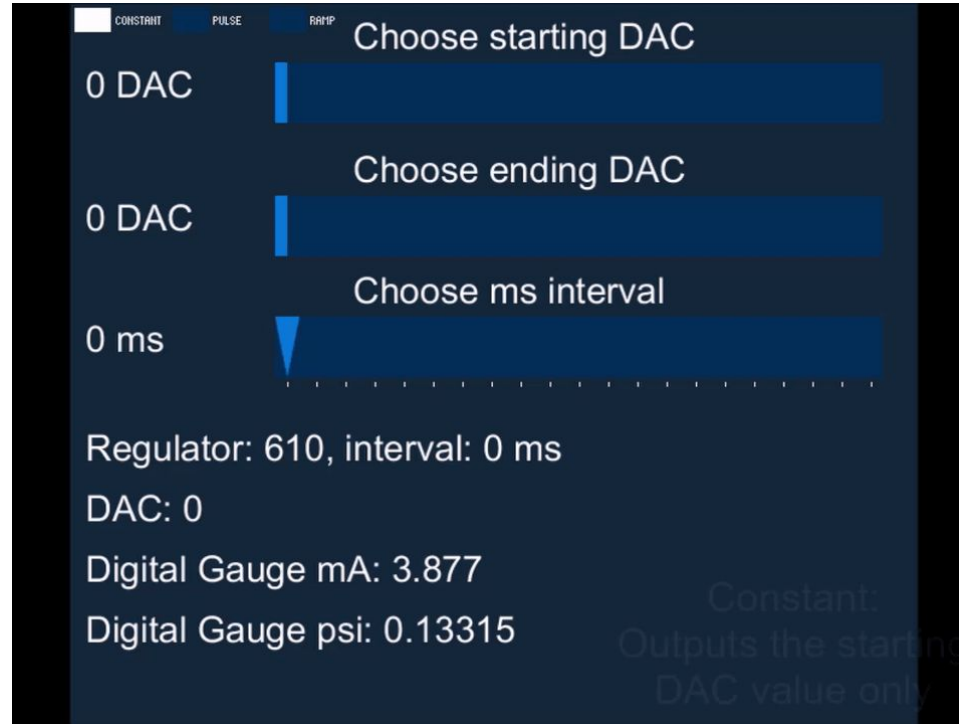 CONSTANT PULSE RAMP
Choose starting DAC
0 DAC
Choose ending DAC
0 DAC
Choose ms interval
0 ms
Regulator: 610, interval: 0 ms
DAC: 0
Digital Gauge mA: 3.877
Digital Gauge psi: 0.13315
Constant:
Outputs the starting
DAC value only